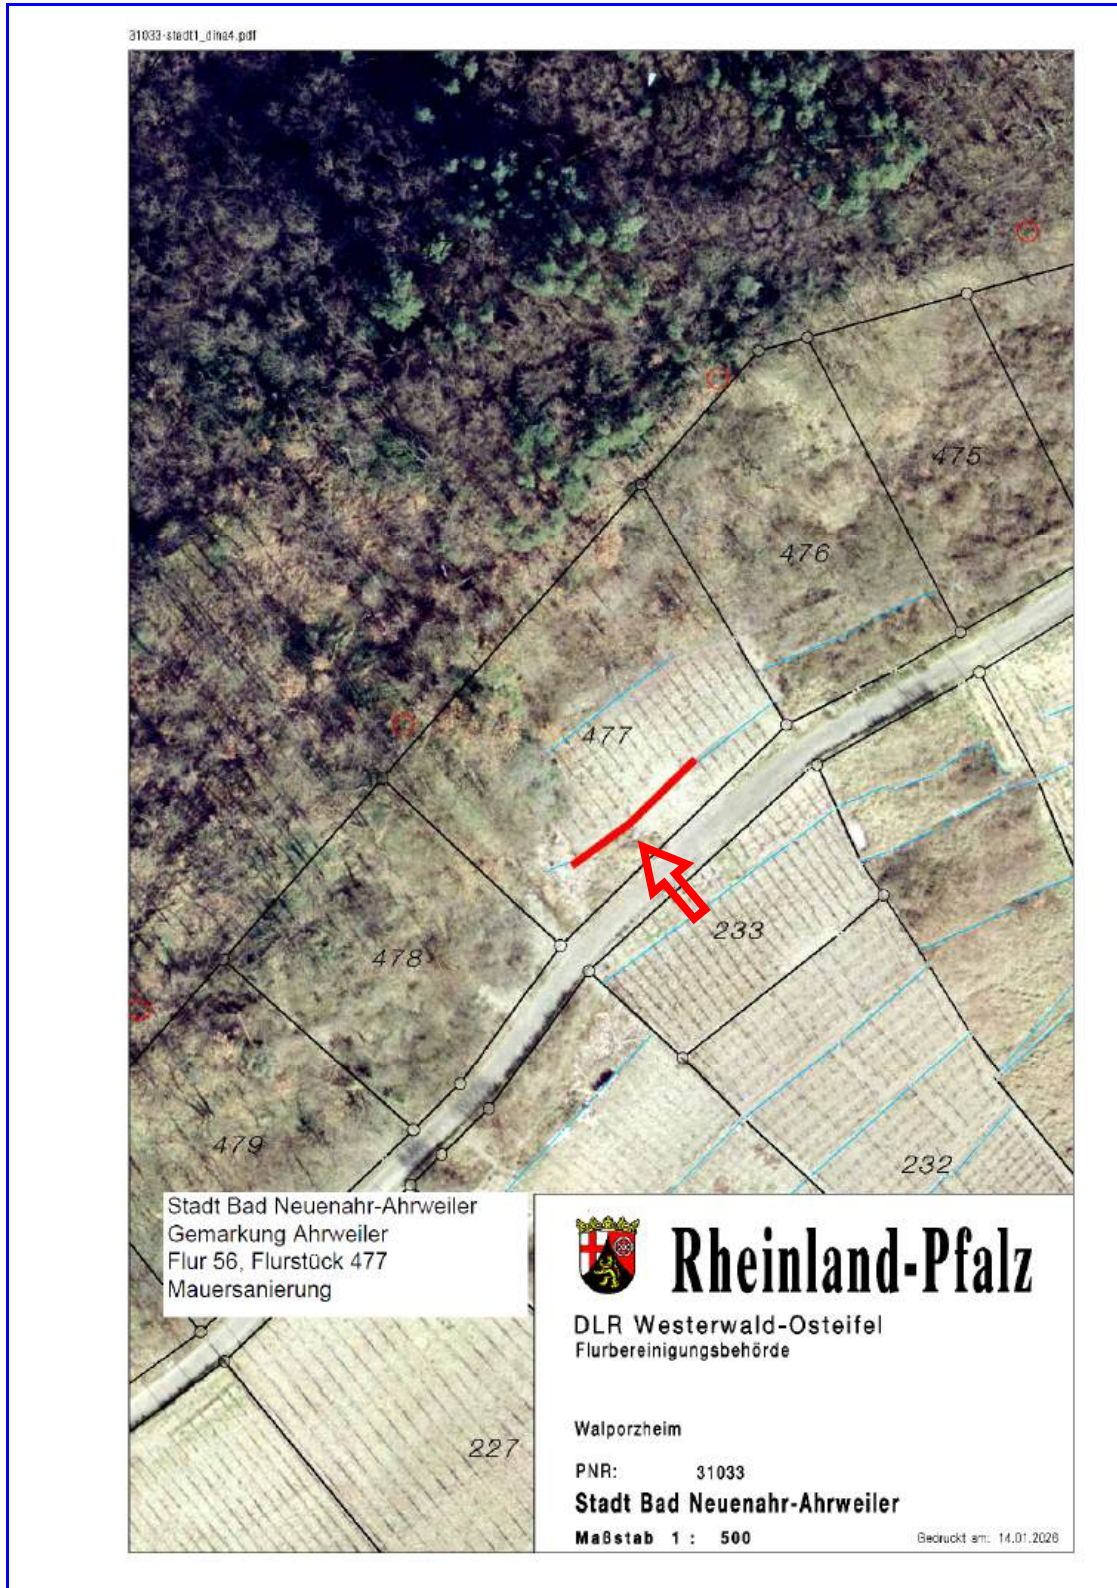 31033-stadt1_dina4.pdf
475
476
477
233
478
479
232
Stadt Bad Neuenahr-Ahrweiler
Gemarkung Ahrweiler
Flur 56, Flurstück 477
Mauersanierung
Rheinland-Pfalz
DLR Westerwald-Osteifel
Flurbereinigungsbehörde
Walporzheim
227
PNR: 31033
Stadt Bad Neuenahr-Ahrweiler
Maßstab 1 : 500
Gedruckt am: 14.01.2026